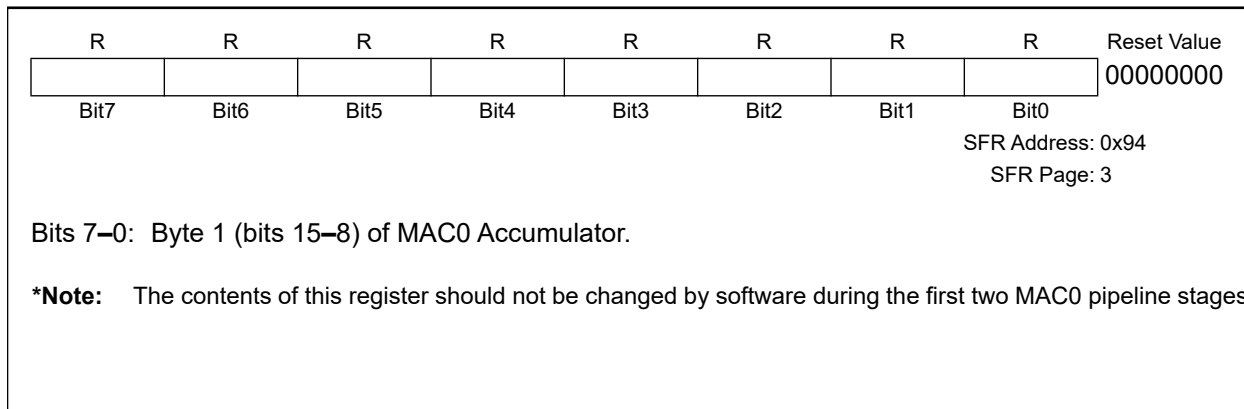 R R R R R R R R Reset Value
00000000
Bit7 Bit6 Bit5 Bit4 Bit3 Bit2 Bit1 Bit0
SFR Address: 0x94
SFR Page: 3
Bits 7–0: Byte 1 (bits 15–8) of MAC0 Accumulator.
*Note: The contents of this register should not be changed by software during the first two MAC0 pipeline stages